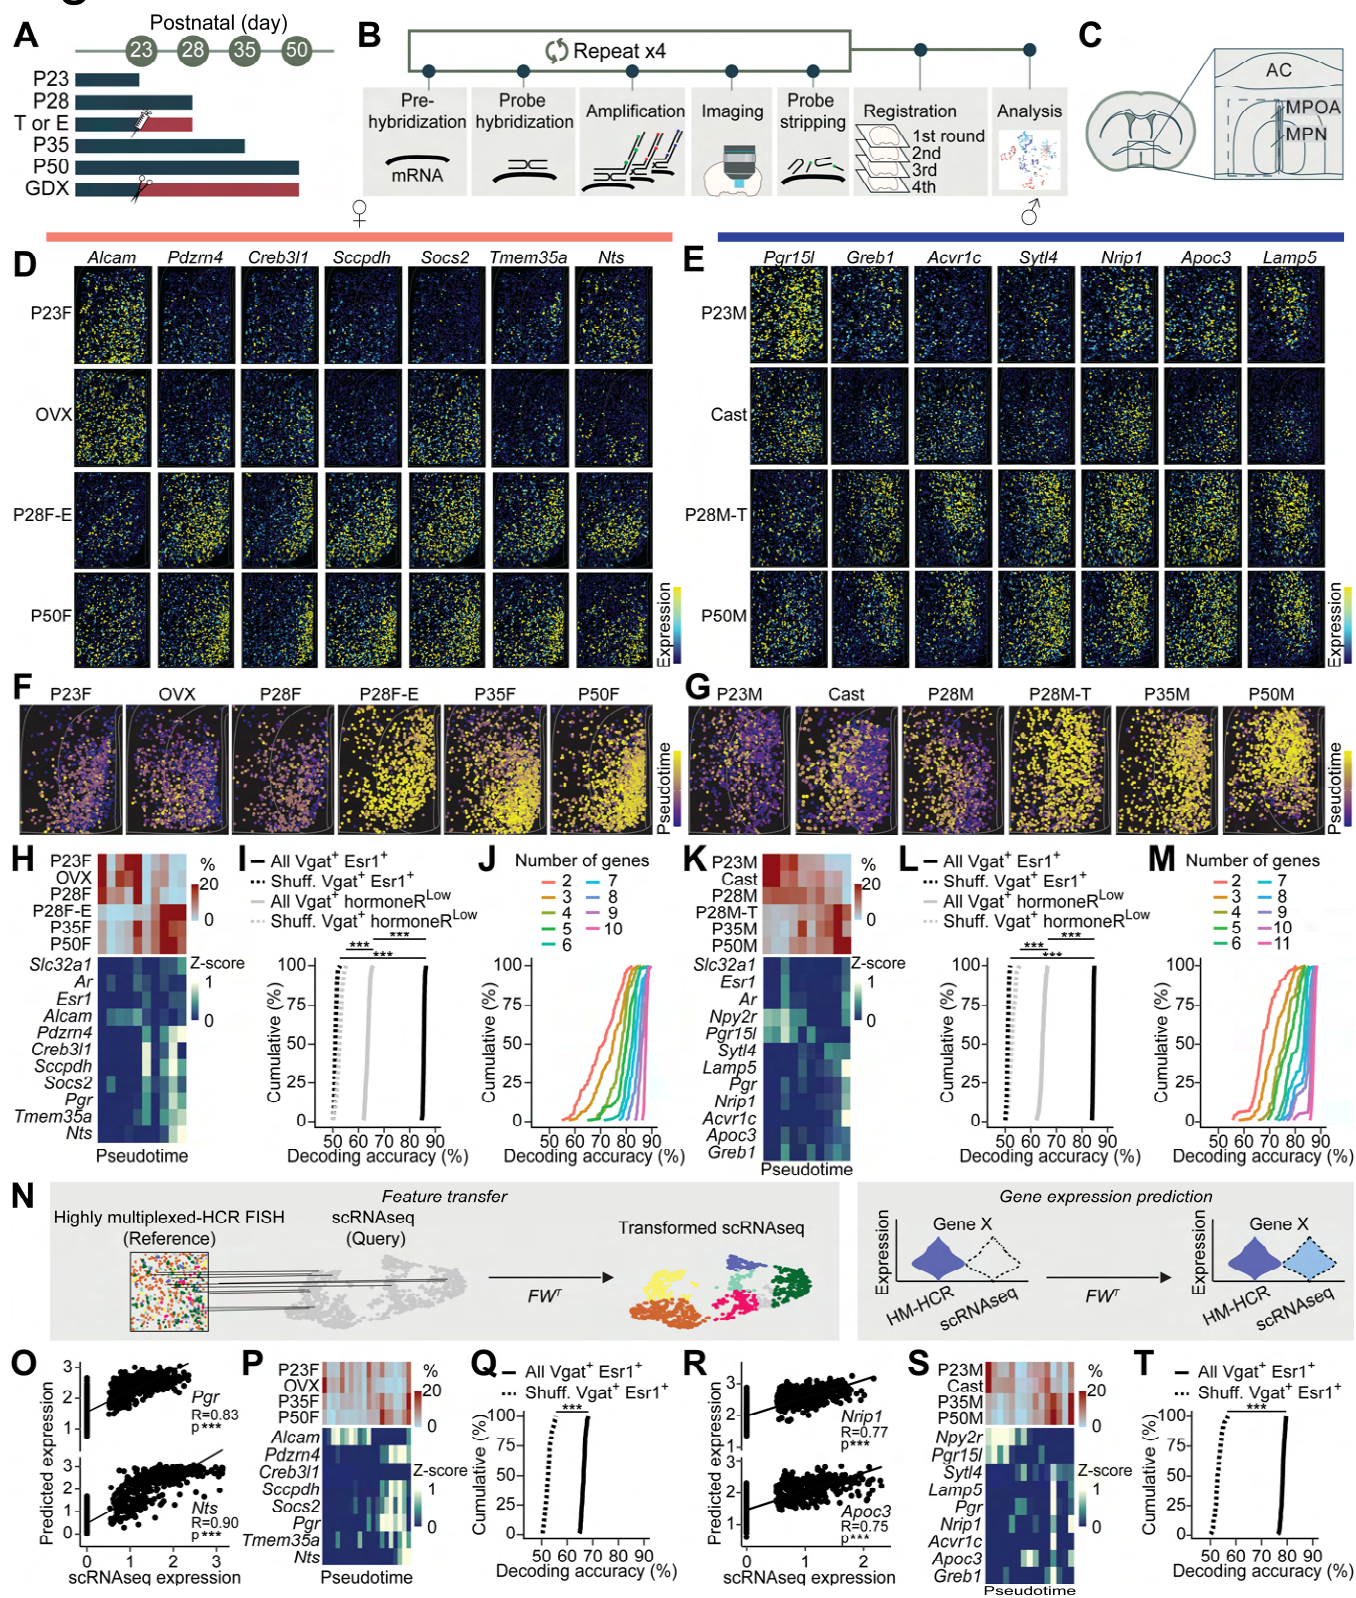 A
Postnatal (day)
23 28 35 50
P23
P28
T or E
P35
P50
GDX
B
Repeat x4
Pre-
hybridization
mRNA
Probe
hybridization
Amplification
Imaging
Probe
stripping
Registration
1st round
2nd
3rd
4th
Analysis
C
AC
MPOA
MPN
♀
♂
D
Alcam Pdzrn4 Creb3l1 Sccpdh Socs2 Tmem35a Nts
P23F
OVX
P28F-E
P50F
Expression
E
Pgr15l Greb1 Acvr1c Sytl4 Nrip1 Apoc3 Lamp5
P23M
Cast
P28M-T
P50M
Expression
F
P23F OVX P28F P28F-E P35F P50F
Pseudotime
G
P23M Cast P28M P28M-T P35M P50M
Pseudotime
H
P23F
OVX
P28F
P28F-E
P35F
P50F
%
20
0
Slc32a1
Ar
Esr1
Alcam
Pdzrn4
Creb3l1
Sccpdh
Socs2
Pgr
Tmem35a
Nts
Z-score
1
0
Pseudotime
I
All Vgat+ Esr1+
Shuff. Vgat+ Esr1+
All Vgat+ hormoneRLow
Shuff. Vgat+ hormoneRLow
***
***
***
Cumulative (%)
100
75
50
25
0
50 60 70 80 90
Decoding accuracy (%)
J
Number of genes
2 7
3 8
4 9
5 10
6
Cumulative (%)
100
75
50
25
0
50 60 70 80 90
Decoding accuracy (%)
K
P23M
Cast
P28M
P28M-T
P35M
P50M
%
20
0
Slc32a1
Esr1
Ar
Npy2r
Pgr15l
Sytl4
Lamp5
Pgr
Nrip1
Acvr1c
Apoc3
Greb1
Z-score
1
0
Pseudotime
L
All Vgat+ Esr1+
Shuff. Vgat+ Esr1+
All Vgat+ hormoneRLow
Shuff. Vgat+ hormoneRLow
***
***
***
Cumulative (%)
100
75
50
25
0
50 60 70 80 90
Decoding accuracy (%)
M
Number of genes
2 7
3 8
4 9
5 10
6 11
Cumulative (%)
100
75
50
25
0
50 60 70 80 90
Decoding accuracy (%)
N
Feature transfer
Highly multiplexed-HCR FISH
(Reference)
scRNAseq
(Query)
FWT
Transformed scRNAseq
Gene expression prediction
Expression
Gene X
HM-HCR
scRNAseq
FWT
Expression
Gene X
HM-HCR
scRNAseq
O
Predicted expression
3
2
1
Pgr
R=0.83
p***
3
2
1
0
Nts
R=0.90
p***
0 1 2 3
scRNAseq expression
P
P23F
OVX
P35F
P50F
%
20
0
Alcam
Pdzrn4
Creb3l1
Sccpdh
Socs2
Pgr
Tmem35a
Nts
Z-score
1
0
Pseudotime
Q
All Vgat+ Esr1+
Shuff. Vgat+ Esr1+
***
Cumulative (%)
100
75
50
25
0
50 60 70 80 90
Decoding accuracy (%)
R
Predicted expression
3
2
1
Nrip1
R=0.77
p***
3
2
1
Apoc3
R=0.75
p***
0 1 2
scRNAseq expression
S
P23M
Cast
P35M
P50M
%
20
0
Npy2r
Pgr15l
Sytl4
Lamp5
Pgr
Nrip1
Acvr1c
Apoc3
Greb1
Z-score
1
0
Pseudotime
T
All Vgat+ Esr1+
Shuff. Vgat+ Esr1+
***
Cumulative (%)
100
75
50
25
0
50 60 70 80 90
Decoding accuracy (%)